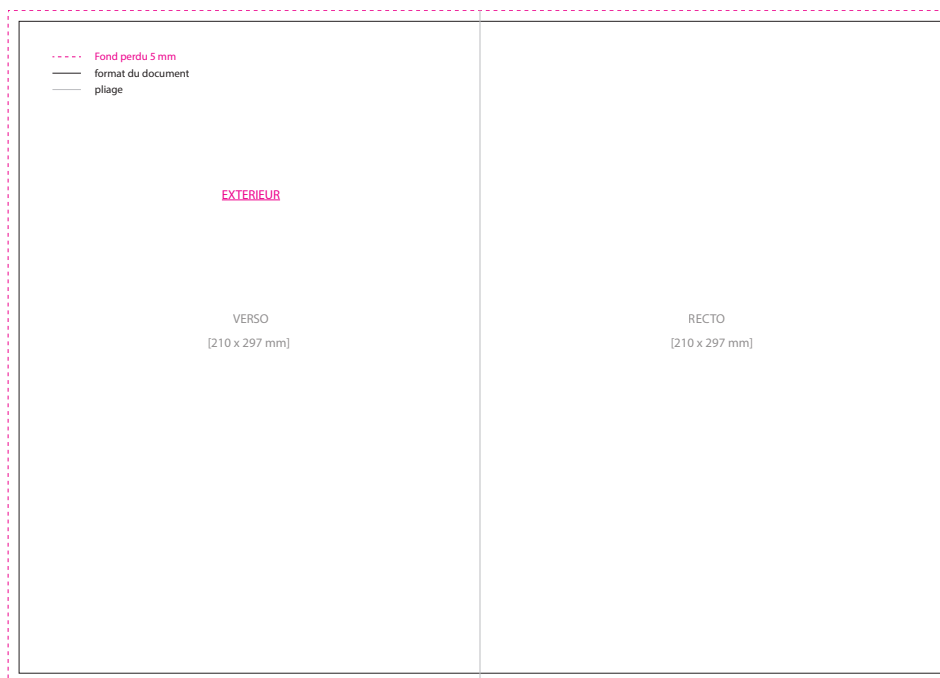 Fond perdu 5 mm
format du document
pliage
EXTERIEUR
VERSO
[210 x 297 mm]
RECTO
[210 x 297 mm]